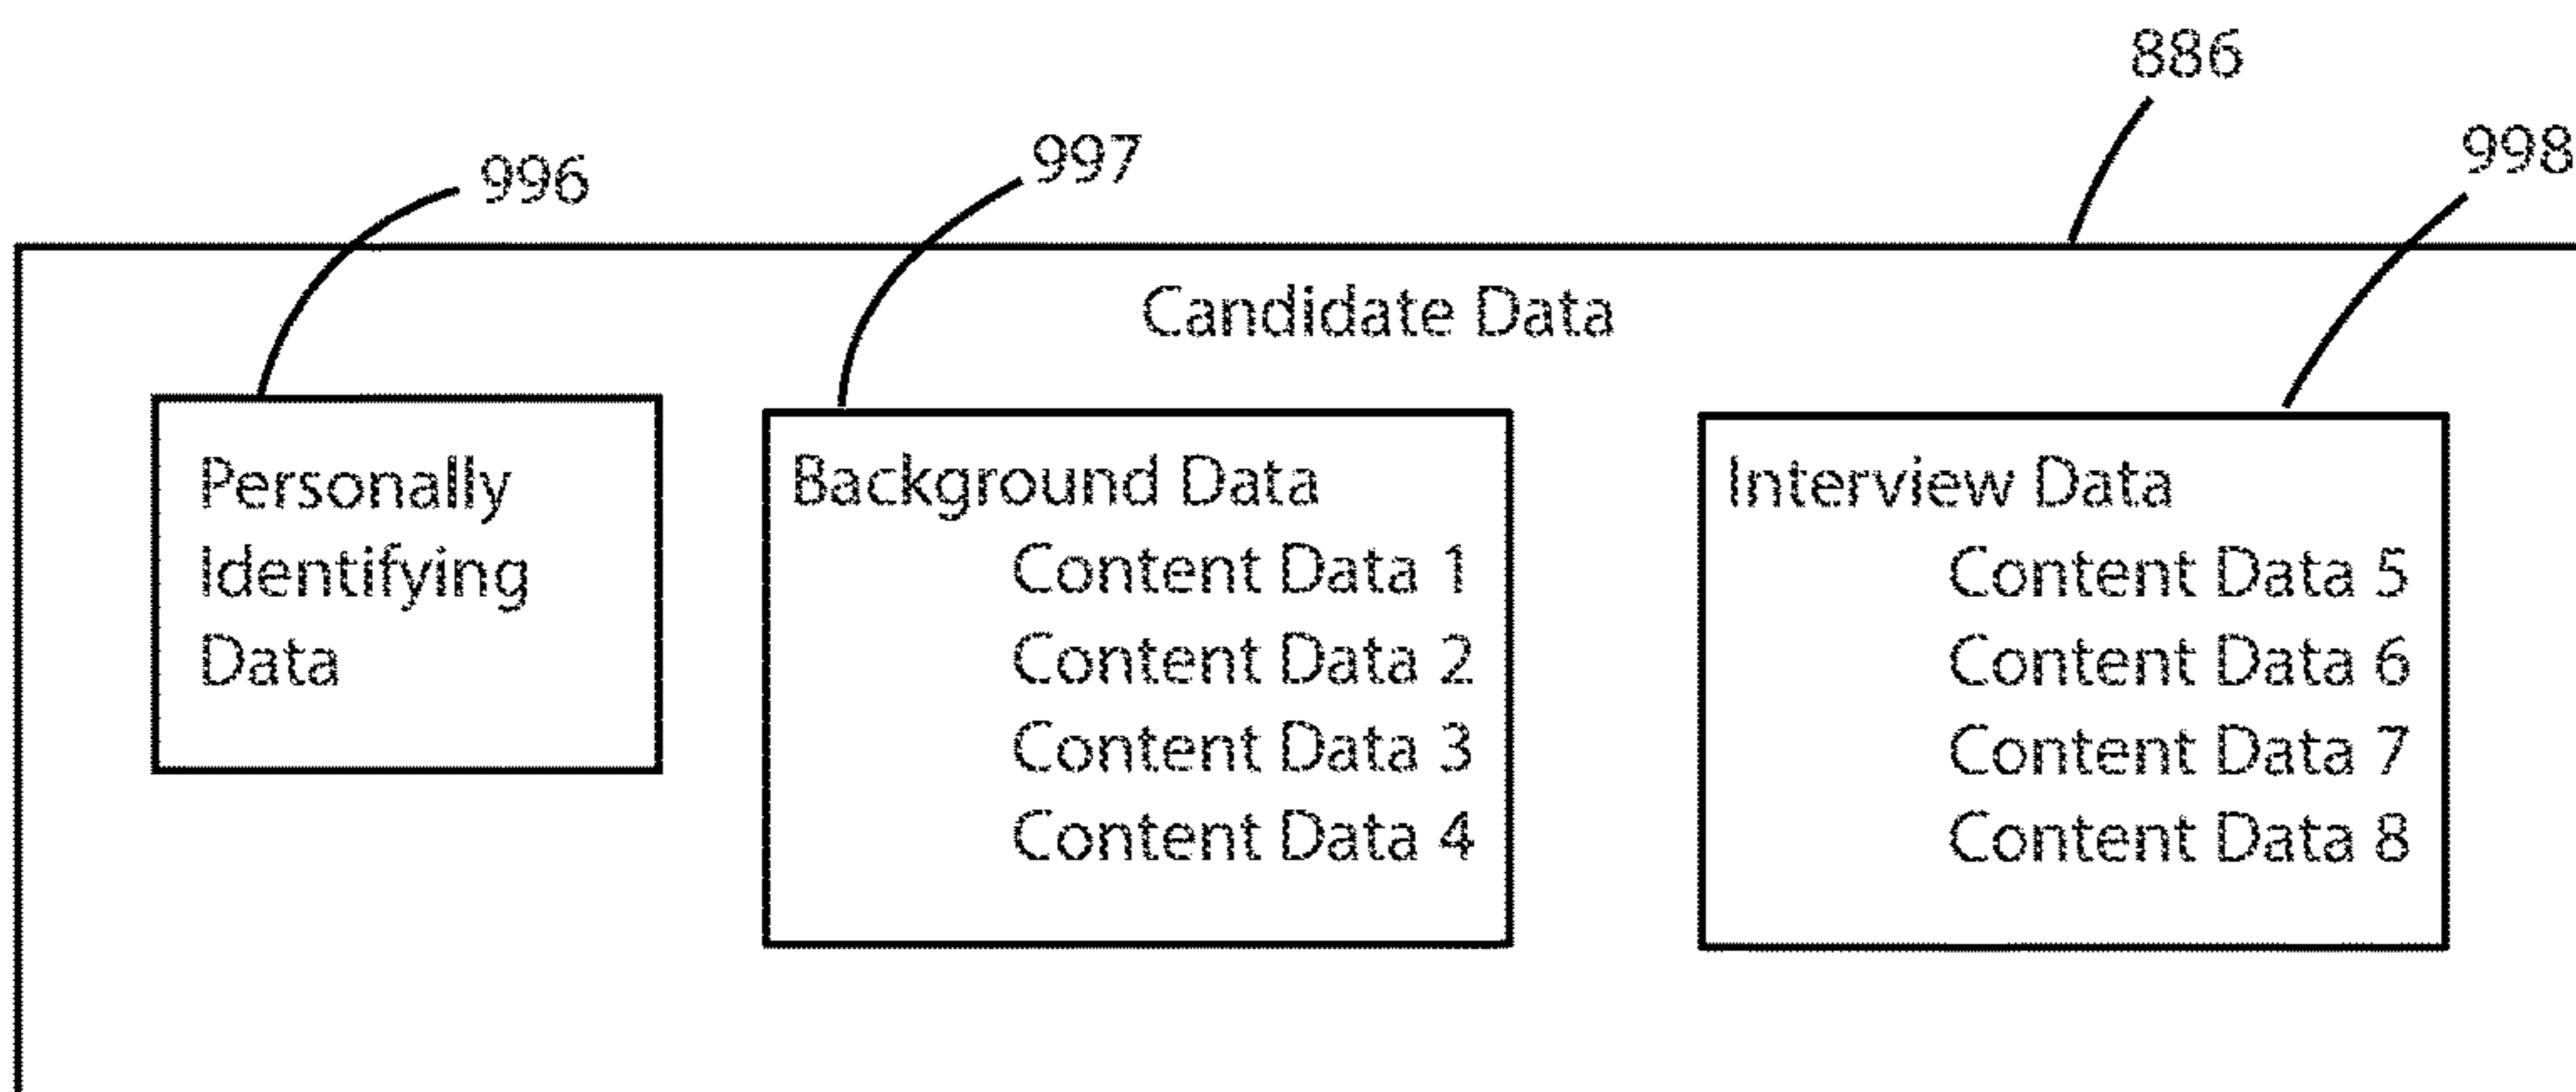 886
998
997
996
Candidate Data
Personally
Identifying
Data
Background Data
Content Data 1
Content Data 2
Content Data 3
Content Data 4
Interview Data
Content Data 5
Content Data 6
Content Data 7
Content Data 8